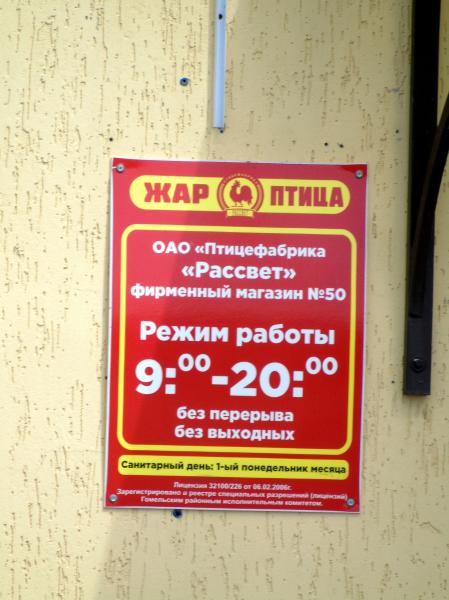 ЖАР ПТИЦА
ОАО «Птицефабрика
«Рассвет»
фирменный магазин №50
Режим работы
9:00-20:00
без перерыва
без выходных
Санитарный день: 1-ый понедельник месяца
Лицензия 32100/226 от 06.02.2006г.
Зарегистрировано в реестре специальных разрешений (лицензий)
Гомельским районным исполнительным комитетом.